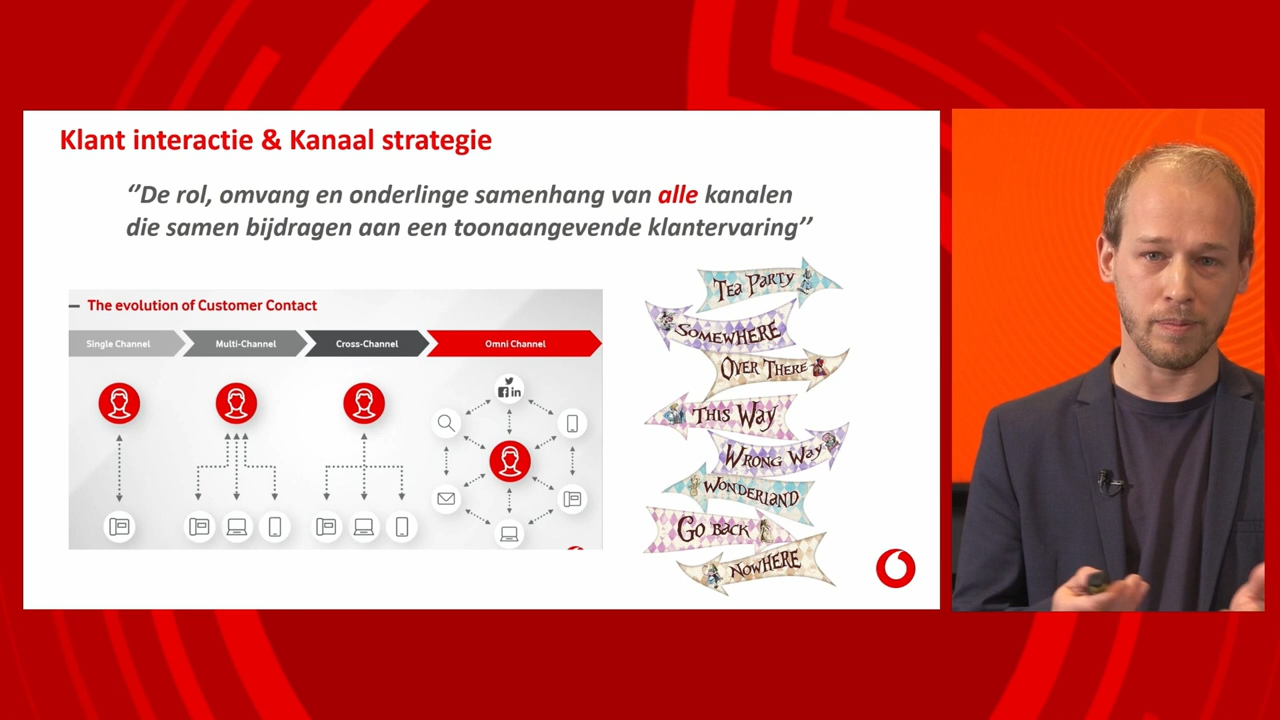 Klant interactie & Kanaal strategie
‘’De rol, omvang en onderlinge samenhang van alle kanalen
die samen bijdragen aan een toonaangevende klantervaring’’
The evolution of Customer Contact
Single Channel
Multi-Channel
Cross-Channel
Omni Channel
in
TEA PARTY
SOMEWHERE
OVER THERE
THIS WAY
WRONG WAY
WONDERLAND
GO BACK
NOWHERE